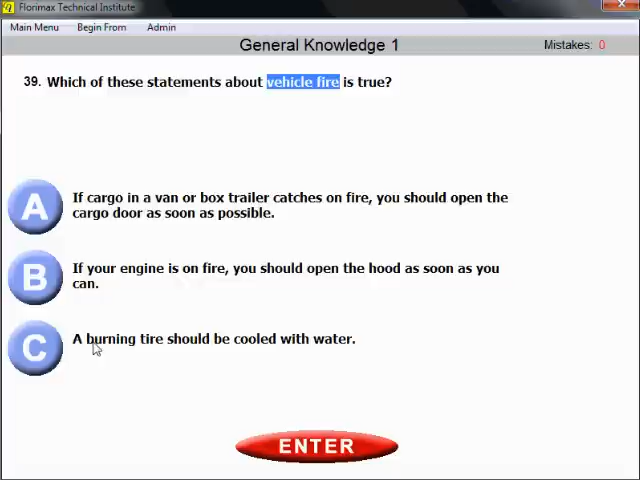 Florimax Technical Institute
Main Menu Begin From Admin
General Knowledge 1 Mistakes: 0
39. Which of these statements about vehicle fire is true?
A If cargo in a van or box trailer catches on fire, you should open the
cargo door as soon as possible.
B If your engine is on fire, you should open the hood as soon as you
can.
C A burning tire should be cooled with water.
ENTER